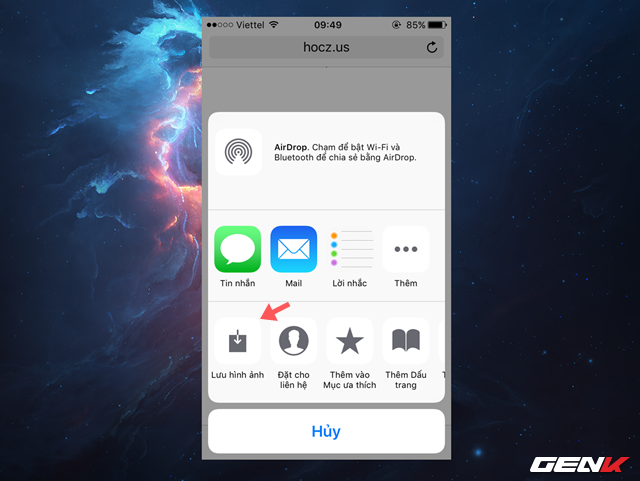 Viettel 09:49 85%
hocz.us
AirDrop. Chạm để bật Wi-Fi và
Bluetooth để chia sẻ bằng AirDrop.
Tin nhắn Mail Lời nhắc Thêm
Lưu hình ảnh Đặt cho Thêm vào Thêm Dấu
liên hệ Mục ưa thích trang
Hủy
GENK